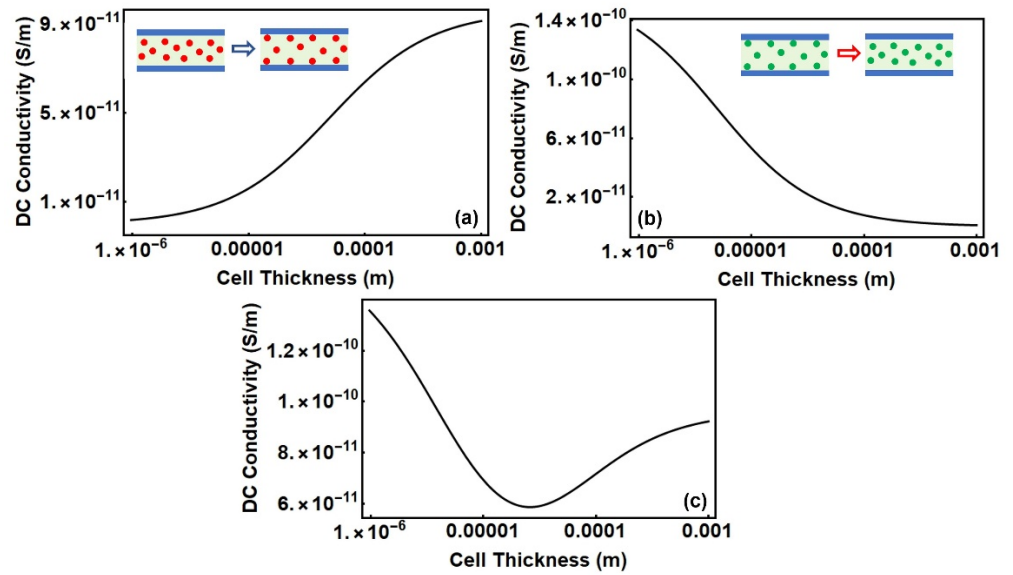 DC Conductivity (S/m)
9.×10⁻¹¹
5.×10⁻¹¹
1.×10⁻¹¹
(a)
1.×10⁻⁶ 0.00001 0.0001 0.001
Cell Thickness (m)
DC Conductivity (S/m)
1.4×10⁻¹⁰
1.×10⁻¹⁰
6.×10⁻¹¹
2.×10⁻¹¹
(b)
1.×10⁻⁶ 0.00001 0.0001 0.001
Cell Thickness (m)
DC Conductivity (S/m)
1.2×10⁻¹⁰
1.×10⁻¹⁰
8.×10⁻¹¹
6.×10⁻¹¹
(c)
1.×10⁻⁶ 0.00001 0.0001 0.001
Cell Thickness (m)